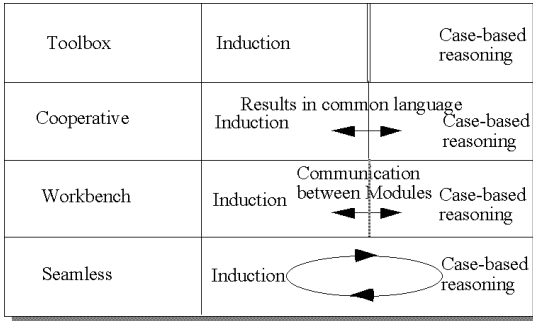 Toolbox
Induction
Case-based
reasoning
Cooperative
Results in common language
Induction
Case-based
reasoning
Workbench
Communication
between Modules
Induction
Case-based
reasoning
Seamless
Induction
Case-based
reasoning